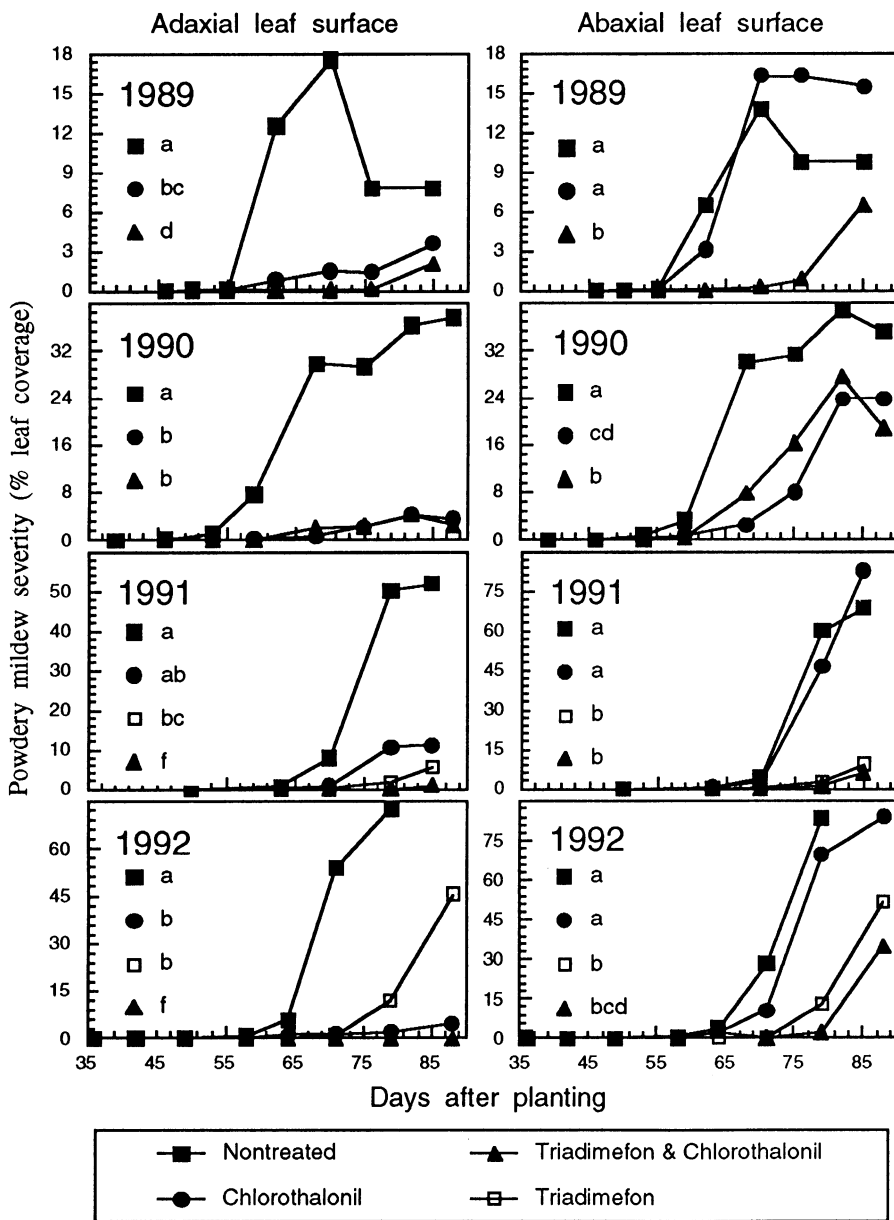 Adaxial leaf surface
Abaxial leaf surface
Powdery mildew severity (% leaf coverage)
18
15
12
9
6
3
0
1989
a
bc
d
18
15
12
9
6
3
0
1989
a
a
b
32
24
16
8
0
1990
a
b
b
32
24
16
8
0
1990
a
cd
b
50
40
30
20
10
0
1991
a
ab
bc
f
75
60
45
30
15
0
1991
a
a
b
b
60
45
30
15
0
1992
a
b
b
f
75
60
45
30
15
0
1992
a
a
b
bcd
35 45 55 65 75 85
35 45 55 65 75 85
Days after planting
Nontreated
Triadimefon & Chlorothalonil
Chlorothalonil
Triadimefon